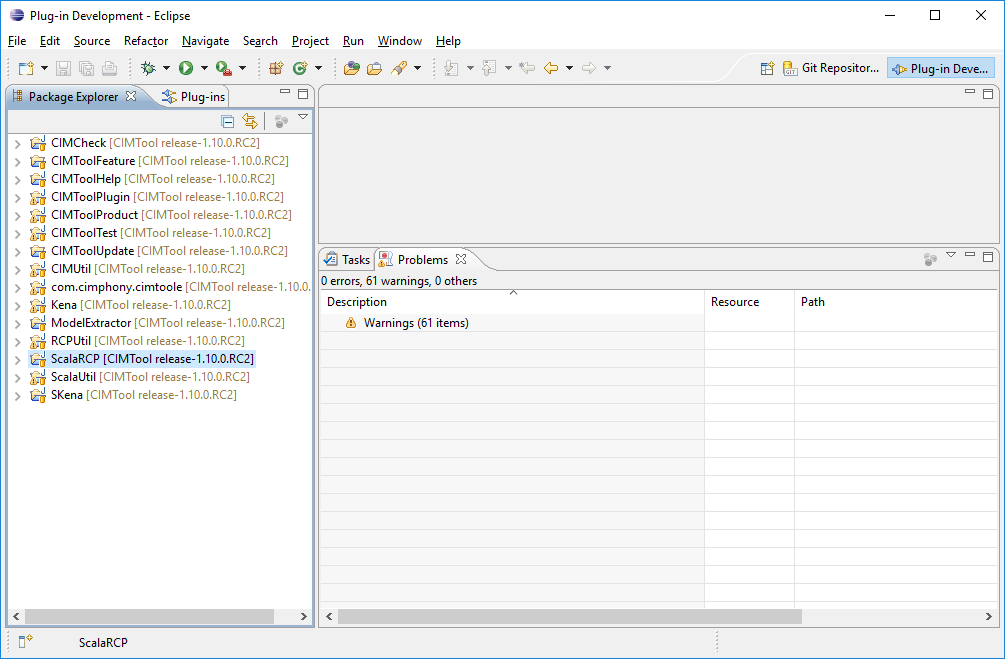 Plug-in Development - Eclipse
File Edit Source Refactor Navigate Search Project Run Window Help
GIT Git Repositor... Plug-in Deve...
Package Explorer Plug-ins
CIMCheck [CIMTool release-1.10.0.RC2]
CIMToolFeature [CIMTool release-1.10.0.RC2]
CIMToolHelp [CIMTool release-1.10.0.RC2]
CIMToolPlugin [CIMTool release-1.10.0.RC2]
CIMToolProduct [CIMTool release-1.10.0.RC2]
CIMToolTest [CIMTool release-1.10.0.RC2]
CIMToolUpdate [CIMTool release-1.10.0.RC2]
CIMUtil [CIMTool release-1.10.0.RC2]
com.cimphony.cimtoole [CIMTool release-1.10.0.
Kena [CIMTool release-1.10.0.RC2]
ModelExtractor [CIMTool release-1.10.0.RC2]
RCPUtil [CIMTool release-1.10.0.RC2]
ScalaRCP [CIMTool release-1.10.0.RC2]
ScalaUtil [CIMTool release-1.10.0.RC2]
SKena [CIMTool release-1.10.0.RC2]
Tasks Problems
0 errors, 61 warnings, 0 others
Description Resource Path
Warnings (61 items)
ScalaRCP